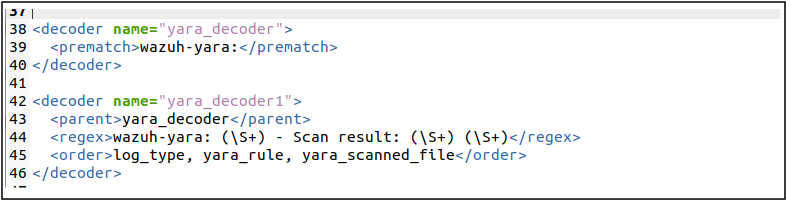 37
38 <decoder name="yara_decoder">
39   <prematch>wazuh-yara:</prematch>
40 </decoder>
41
42 <decoder name="yara_decoder1">
43   <parent>yara_decoder</parent>
44   <regex>wazuh-yara: (\S+) - Scan result: (\S+) (\S+)</regex>
45   <order>log_type, yara_rule, yara_scanned_file</order>
46 </decoder>